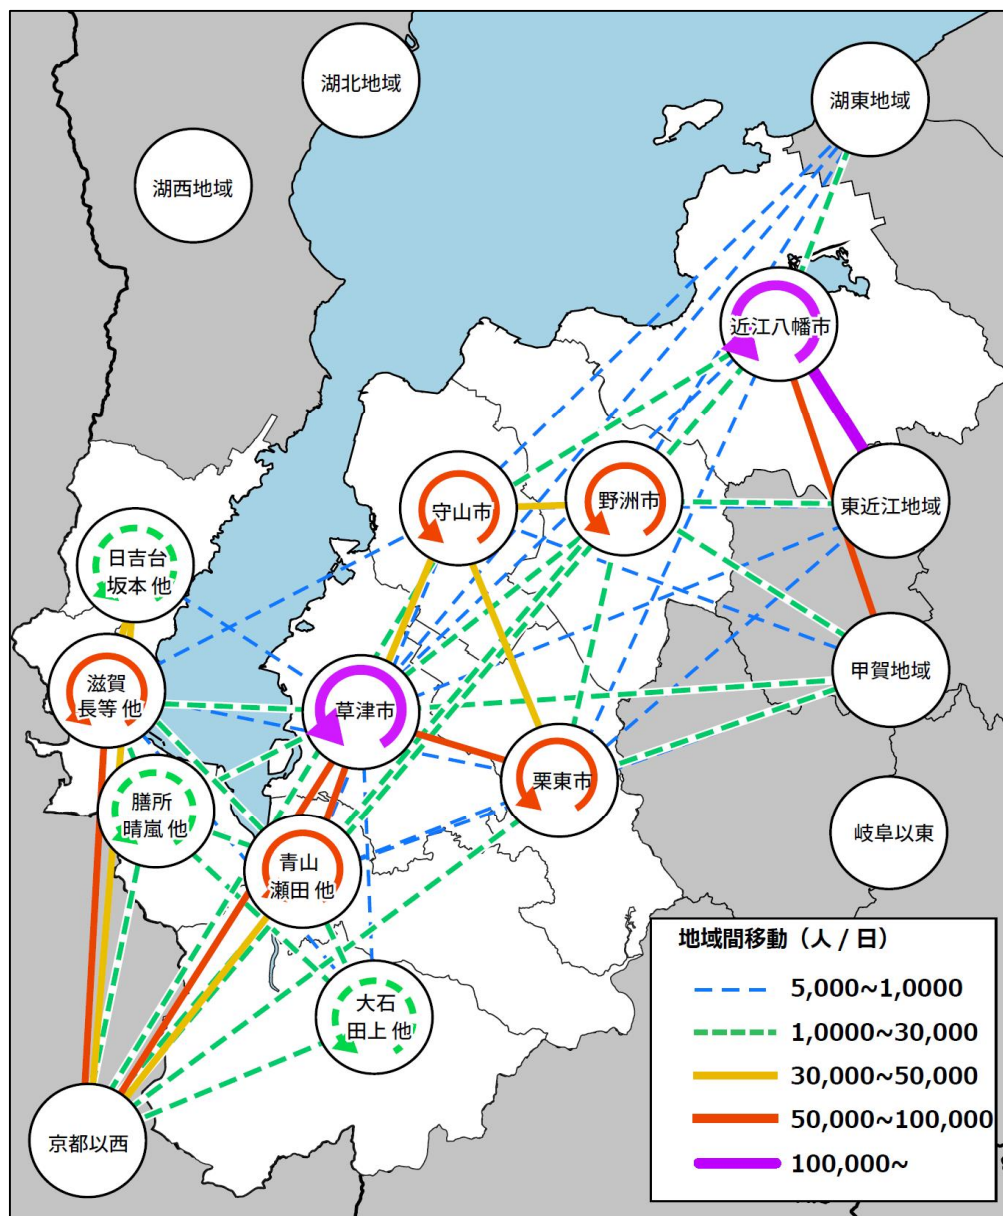 湖北地域
湖東地域
湖西地域
近江八幡市
守山市
野洲市
東近江地域
日吉台
坂本 他
滋賀
長等 他
草津市
甲賀地域
栗東市
膳所
晴嵐 他
岐阜以東
青山
瀬田 他
大石
田上 他
京都以西
地域間移動（人 / 日）
5,000~1,0000
1,0000~30,000
30,000~50,000
50,000~100,000
100,000~